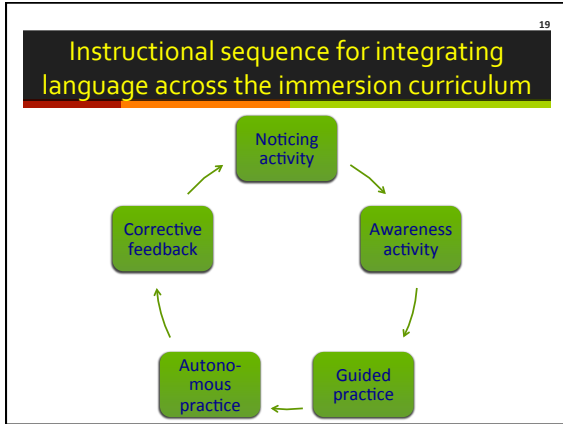 19
Instructional sequence for integrating
language across the immersion curriculum
Noticing
activity
Awareness
activity
Guided
practice
Autono-
mous
practice
Corrective
feedback